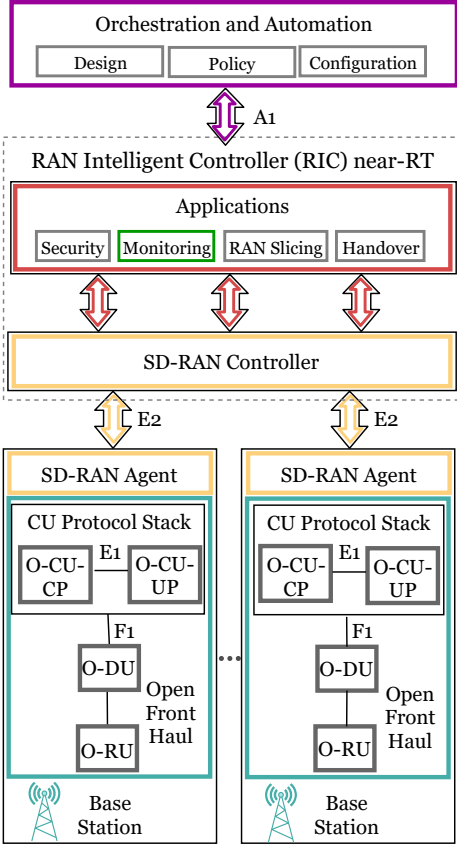 Orchestration and Automation
Design
Policy
Configuration
A1
RAN Intelligent Controller (RIC) near-RT
Applications
Security
Monitoring
RAN Slicing
Handover
SD-RAN Controller
E2
E2
SD-RAN Agent
CU Protocol Stack
O-CU-
CP
E1
O-CU-
UP
F1
O-DU
Open
Front
Haul
O-RU
Base
Station
...
SD-RAN Agent
CU Protocol Stack
O-CU-
CP
E1
O-CU-
UP
F1
O-DU
Open
Front
Haul
O-RU
Base
Station